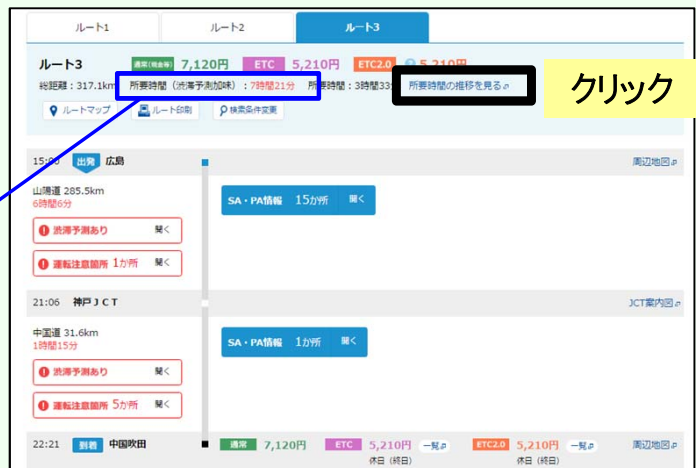 ルート1 ルート2 ルート3
ルート3 通常(現金等) 7,120円 ETC 5,210円 ETC2.0 5,210円
総距離：317.1km 所要時間（渋滞予測加味）：7時間21分 所要時間：3時間33 所要時間の推移を見る
クリック
ルートマップ ルート印刷 検索条件変更
15:00 出発 広島 周辺地図
山陽道 285.5km
6時間6分
SA・PA情報 15か所 開く
渋滞予測あり 開く
運転注意箇所 1か所 開く
21:06 神戸JCT JCT案内図
中国道 31.6km
1時間15分
SA・PA情報 1か所 開く
渋滞予測あり 開く
運転注意箇所 5か所 開く
22:21 到着 中国吹田 通常 7,120円 ETC 5,210円 一覧 ETC2.0 5,210円 一覧 周辺地図
休日（終日） 休日（終日）